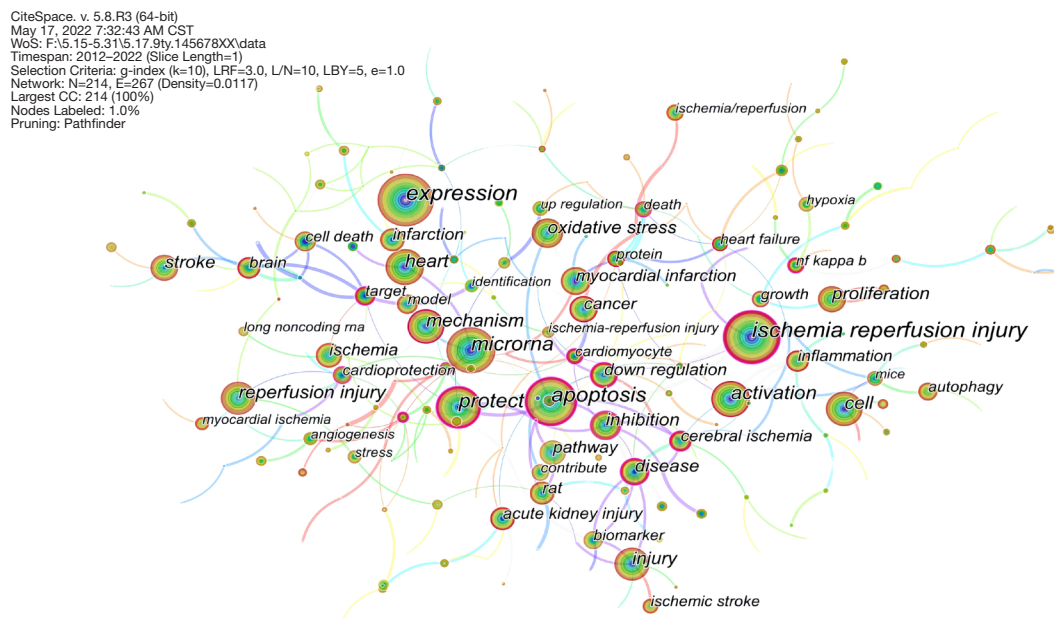 CiteSpace. v. 5.8.R3 (64-bit)
May 17, 2022 7:32:43 AM CST
WoS: F:\5.15-5.31\5.17.9ty.145678XX\data
Timespan: 2012–2022 (Slice Length=1)
Selection Criteria: g-index (k=10), LRF=3.0, L/N=10, LBY=5, e=1.0
Network: N=214, E=267 (Density=0.0117)
Largest CC: 214 (100%)
Nodes Labeled: 1.0%
Pruning: Pathfinder
ischemia/reperfusion
expression
up regulation
death
hypoxia
oxidative stress
cell death
infarction
heart failure
protein
stroke
brain
heart
nf kappa b
myocardial infarction
identification
target
model
growth
proliferation
cancer
mechanism
long noncoding rna
ischemia-reperfusion injury
ischemia reperfusion injury
microrna
ischemia
cardiomyocyte
inflammation
cardioprotection
down regulation
mice
reperfusion injury
protect
apoptosis
activation
cell
autophagy
myocardial ischemia
inhibition
angiogenesis
cerebral ischemia
stress
pathway
contribute
disease
rat
acute kidney injury
biomarker
injury
ischemic stroke